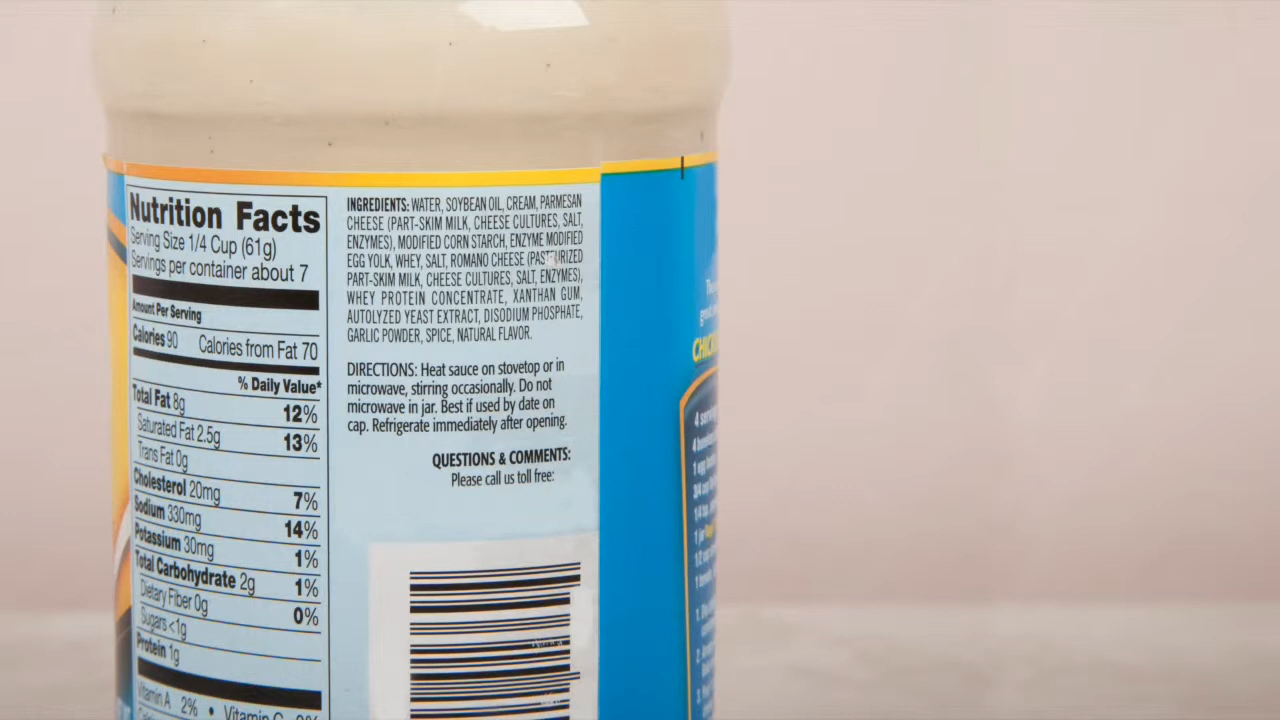 Nutrition Facts
Serving Size 1/4 Cup (61g)
Servings per container about 7
Amount Per Serving
Calories 90 Calories from Fat 70
% Daily Value*
Total Fat 8g 12%
Saturated Fat 2.5g 13%
Trans Fat 0g
Cholesterol 20mg 7%
Sodium 330mg 14%
Potassium 30mg 1%
Total Carbohydrate 2g 1%
Dietary Fiber 0g 0%
Sugars <1g
Protein 1g
Vitamin A 2% • Vitamin C 0%
INGREDIENTS: WATER, SOYBEAN OIL, CREAM, PARMESAN
CHEESE (PART-SKIM MILK, CHEESE CULTURES, SALT,
ENZYMES), MODIFIED CORN STARCH, ENZYME MODIFIED
EGG YOLK, WHEY, SALT, ROMANO CHEESE (PASTEURIZED
PART-SKIM MILK, CHEESE CULTURES, SALT, ENZYMES),
WHEY PROTEIN CONCENTRATE, XANTHAN GUM,
AUTOLYZED YEAST EXTRACT, DISODIUM PHOSPHATE,
GARLIC POWDER, SPICE, NATURAL FLAVOR.
DIRECTIONS: Heat sauce on stovetop or in
microwave, stirring occasionally. Do not
microwave in jar. Best if used by date on
cap. Refrigerate immediately after opening.
QUESTIONS & COMMENTS:
Please call us toll free: